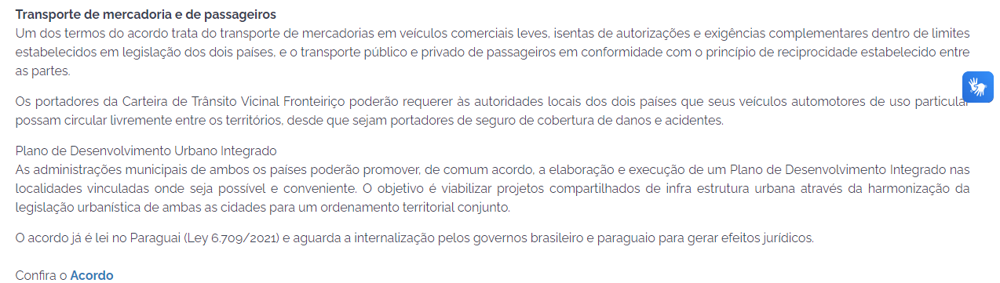 Transporte de mercadoria e de passageiros
Um dos termos do acordo trata do transporte de mercadorias em veículos comerciais leves, isentas de autorizações e exigências complementares dentro de limites
estabelecidos em legislação dos dois países, e o transporte público e privado de passageiros em conformidade com o princípio de reciprocidade estabelecido entre
as partes.
Os portadores da Carteira de Trânsito Vicinal Fronteiriço poderão requerer às autoridades locais dos dois países que seus veículos automotores de uso particular
possam circular livremente entre os territórios, desde que sejam portadores de seguro de cobertura de danos e acidentes.
Plano de Desenvolvimento Urbano Integrado
As administrações municipais de ambos os países poderão promover, de comum acordo, a elaboração e execução de um Plano de Desenvolvimento Integrado nas
localidades vinculadas onde seja possível e conveniente. O objetivo é viabilizar projetos compartilhados de infra estrutura urbana através da harmonização da
legislação urbanística de ambas as cidades para um ordenamento territorial conjunto.
O acordo já é lei no Paraguai (Ley 6.709/2021) e aguarda a internalização pelos governos brasileiro e paraguaio para gerar efeitos jurídicos.
Confira o Acordo